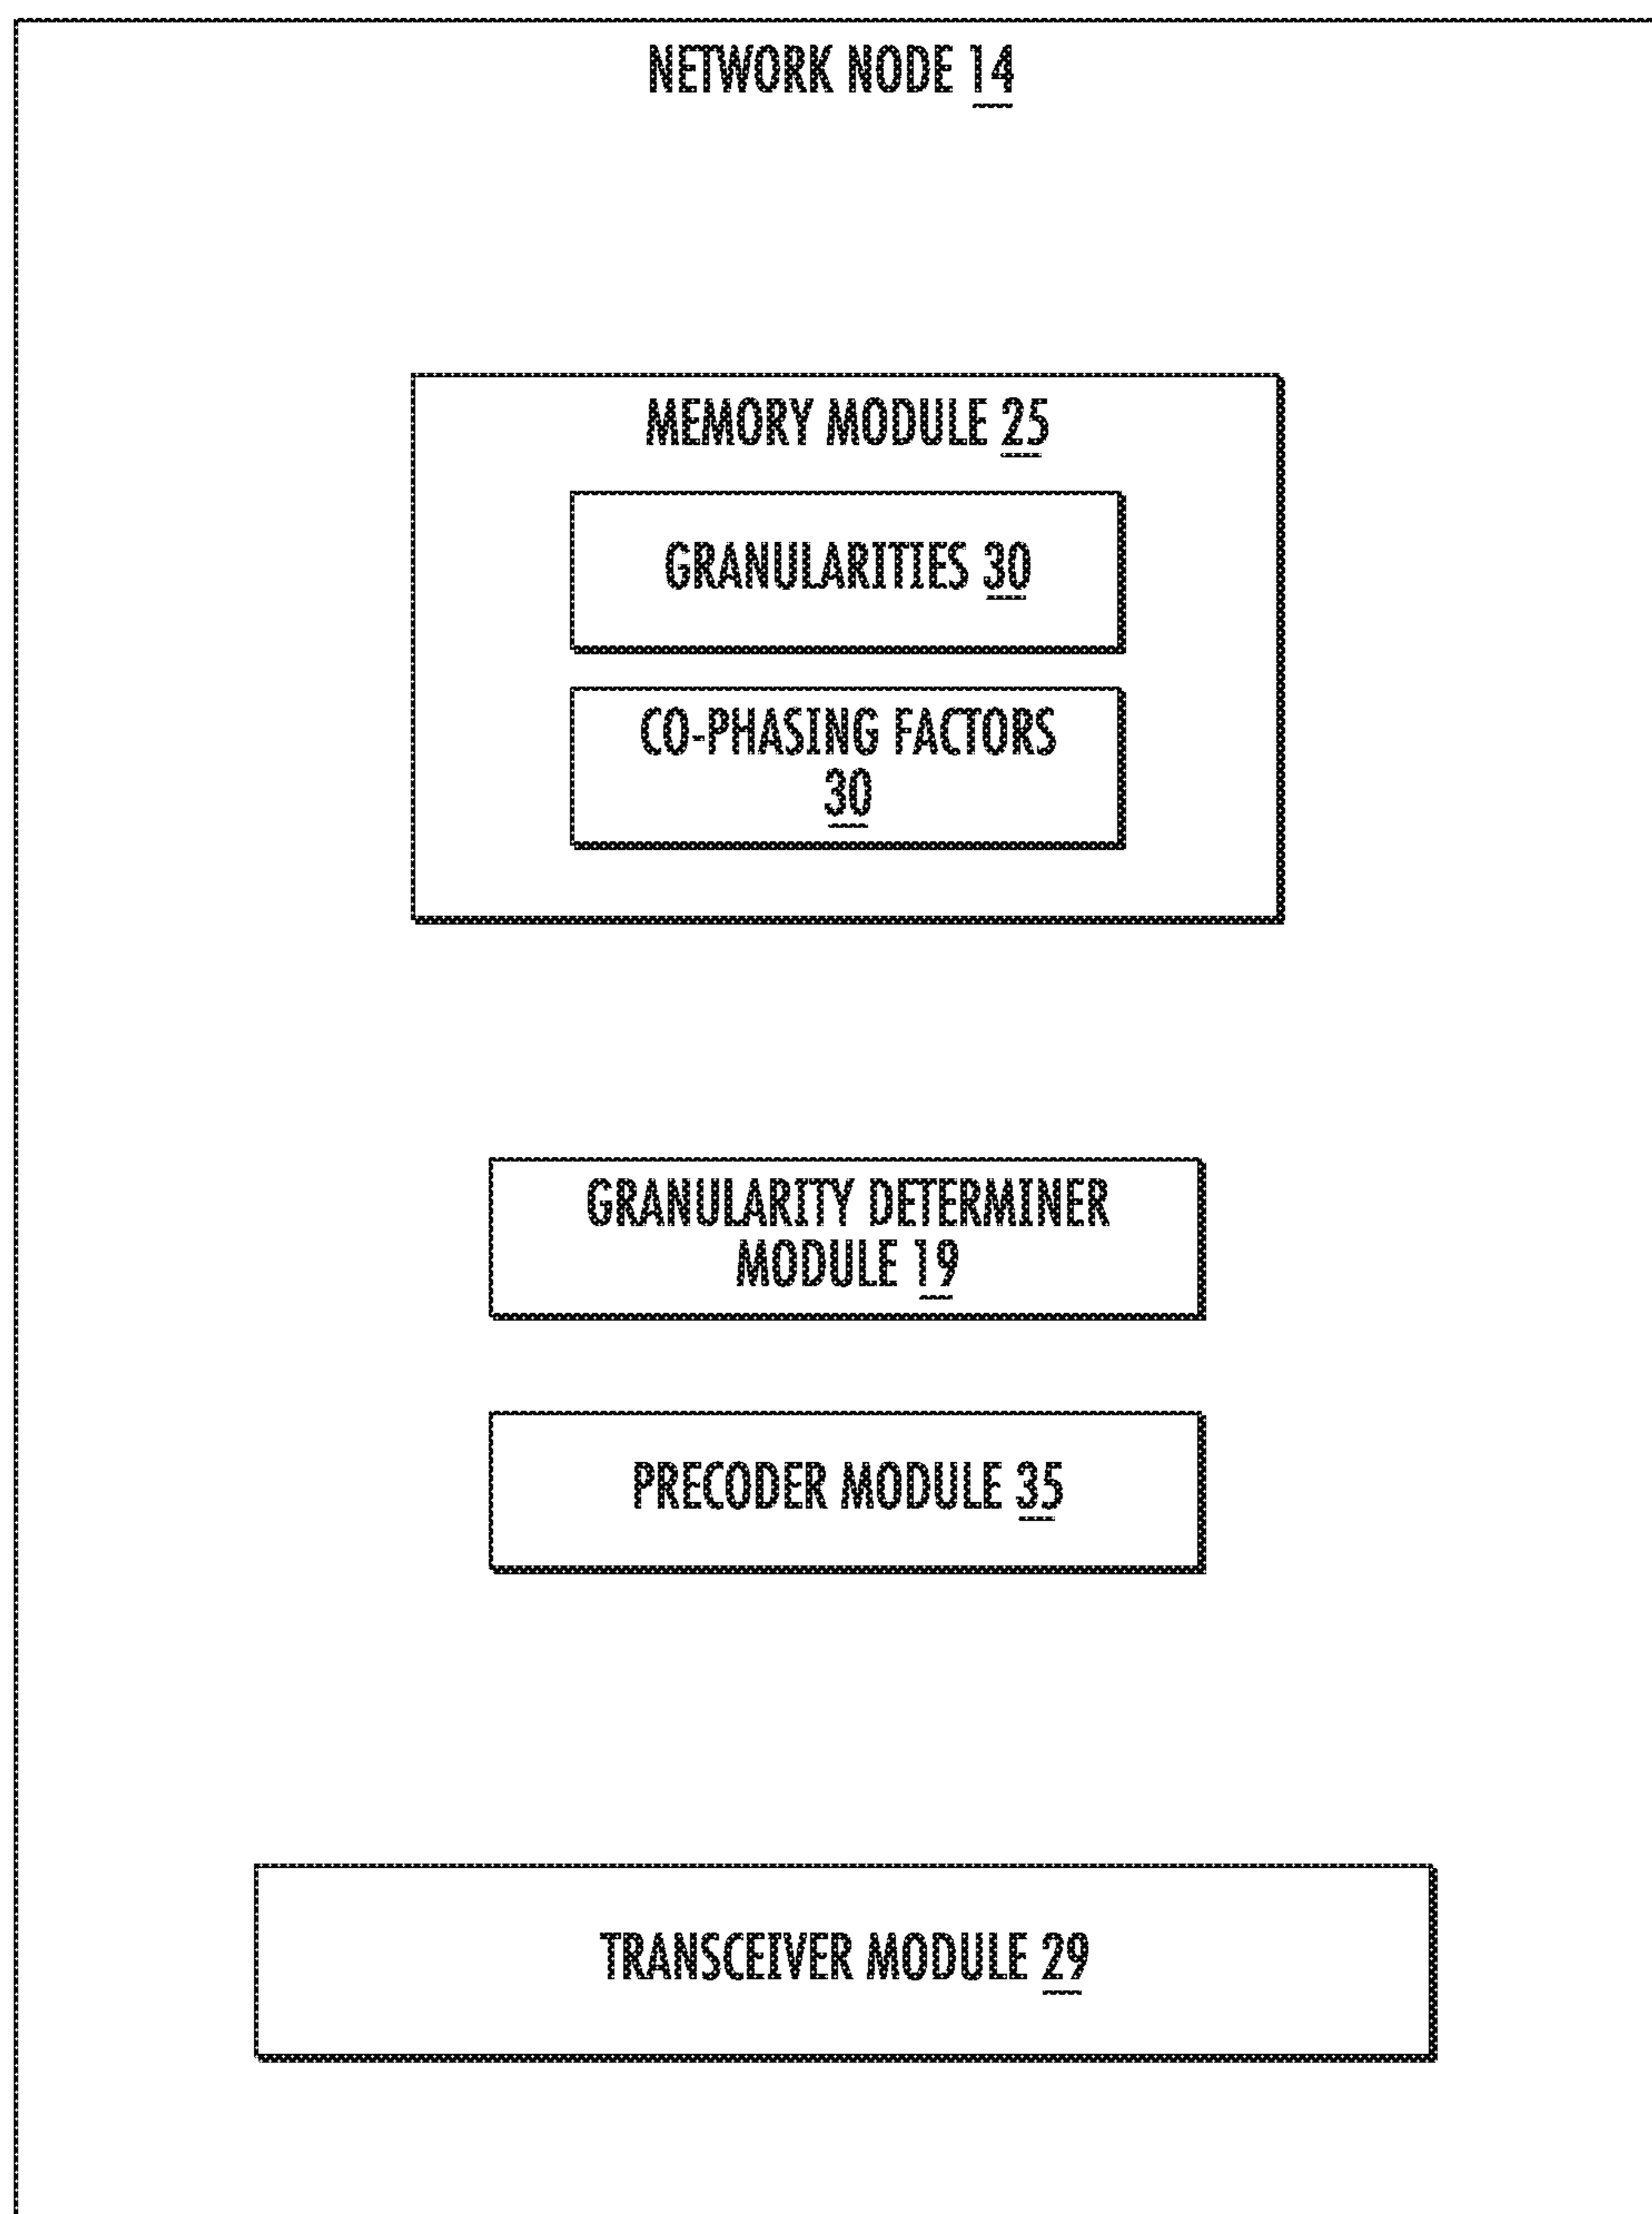 NETWORK NODE 14
MEMORY MODULE 25
GRANULARITIES 30
CO-PHASING FACTORS
30
GRANULARITY DETERMINER
MODULE 19
PRECODER MODULE 35
TRANSCEIVER MODULE 29